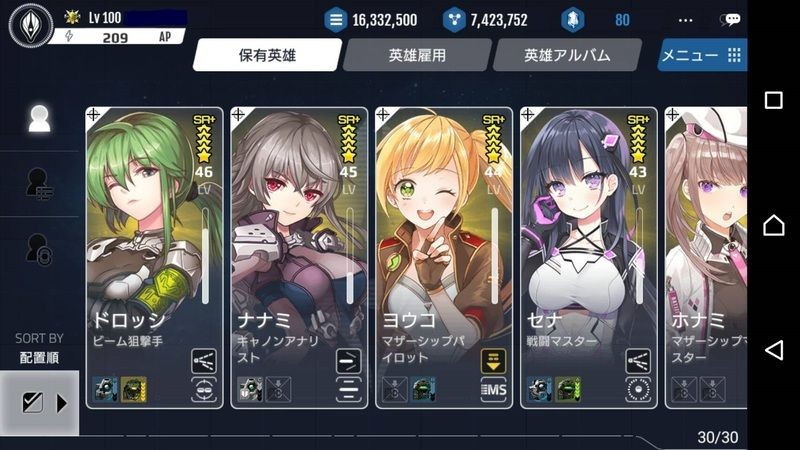 Lv 100
209 AP
16,332,500
7,423,752
80
...
保有英雄
英雄雇用
英雄アルバム
メニュー
SR+
46
LV
ドロッシ
ビーム狙撃手
SR+
45
LV
ナナミ
キャノンアナリ
スト
SR+
44
LV
ヨウコ
マザーシップパ
イロット
MS
SR+
43
LV
セナ
戦闘マスター
ホナミ
マザーシップマ
スター
SORT BY
配置順
30/30